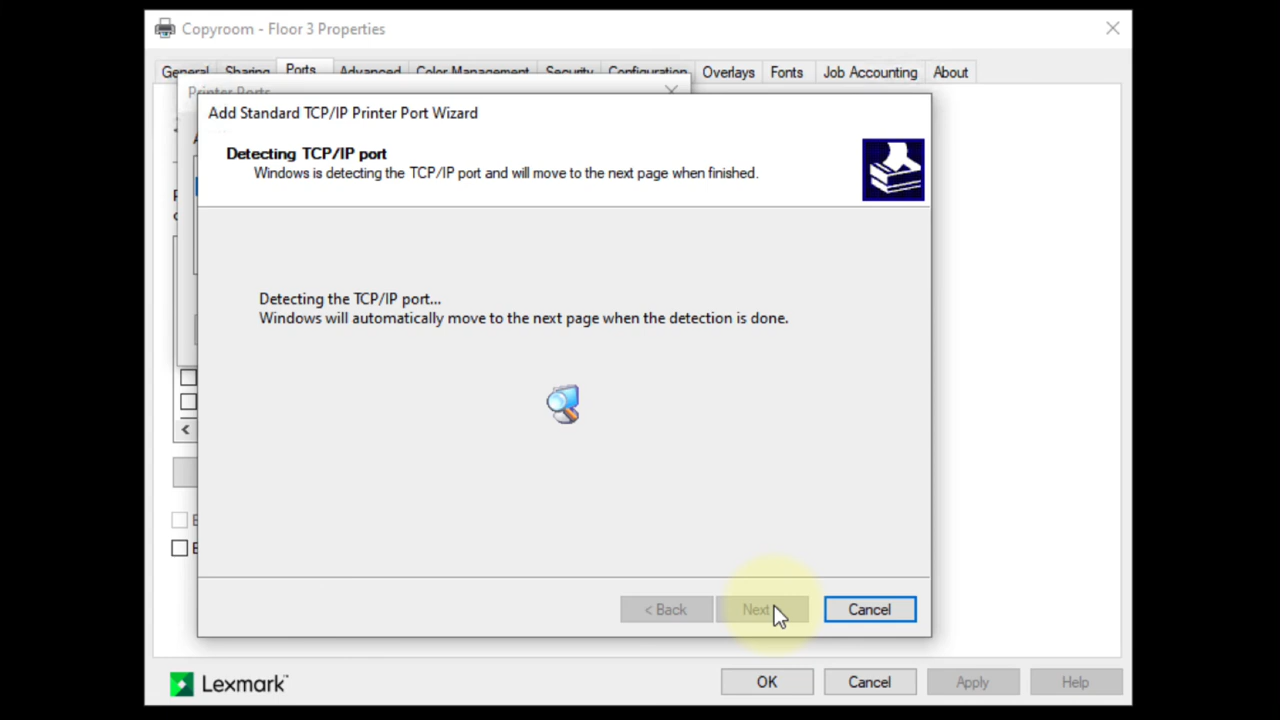 Copyroom - Floor 3 Properties
General Sharing Ports Advanced Color Management Security Configuration Overlays Fonts Job Accounting About
Printer Ports
Add Standard TCP/IP Printer Port Wizard
Detecting TCP/IP port
Windows is detecting the TCP/IP port and will move to the next page when finished.
Detecting the TCP/IP port...
Windows will automatically move to the next page when the detection is done.
< Back Next Cancel
Lexmark™ OK Cancel Apply Help